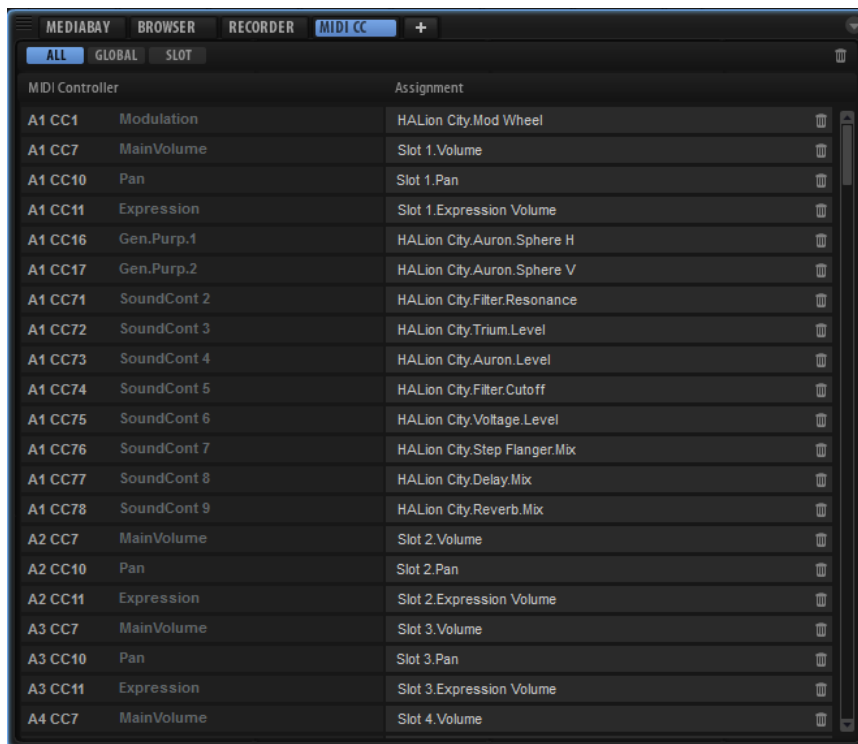 MEDIABAY BROWSER RECORDER MIDI CC +
ALL GLOBAL SLOT
MIDI Controller Assignment
A1 CC1 Modulation HALion City.Mod Wheel
A1 CC7 MainVolume Slot 1.Volume
A1 CC10 Pan Slot 1.Pan
A1 CC11 Expression Slot 1.Expression Volume
A1 CC16 Gen.Purp.1 HALion City.Auron.Sphere H
A1 CC17 Gen.Purp.2 HALion City.Auron.Sphere V
A1 CC71 SoundCont 2 HALion City.Filter.Resonance
A1 CC72 SoundCont 3 HALion City.Trium.Level
A1 CC73 SoundCont 4 HALion City.Auron.Level
A1 CC74 SoundCont 5 HALion City.Filter.Cutoff
A1 CC75 SoundCont 6 HALion City.Voltage.Level
A1 CC76 SoundCont 7 HALion City.Step Flanger.Mix
A1 CC77 SoundCont 8 HALion City.Delay.Mix
A1 CC78 SoundCont 9 HALion City.Reverb.Mix
A2 CC7 MainVolume Slot 2.Volume
A2 CC10 Pan Slot 2.Pan
A2 CC11 Expression Slot 2.Expression Volume
A3 CC7 MainVolume Slot 3.Volume
A3 CC10 Pan Slot 3.Pan
A3 CC11 Expression Slot 3.Expression Volume
A4 CC7 MainVolume Slot 4.Volume